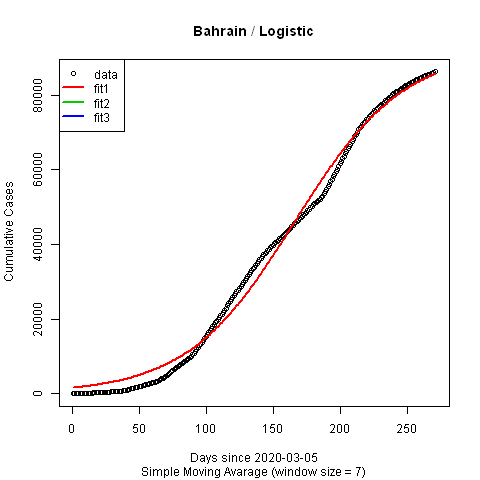 Bahrain / Logistic
data
fit1
fit2
fit3
Cumulative Cases
0
20000
40000
60000
80000
0 50 100 150 200 250
Days since 2020-03-05
Simple Moving Avarage (window size = 7)